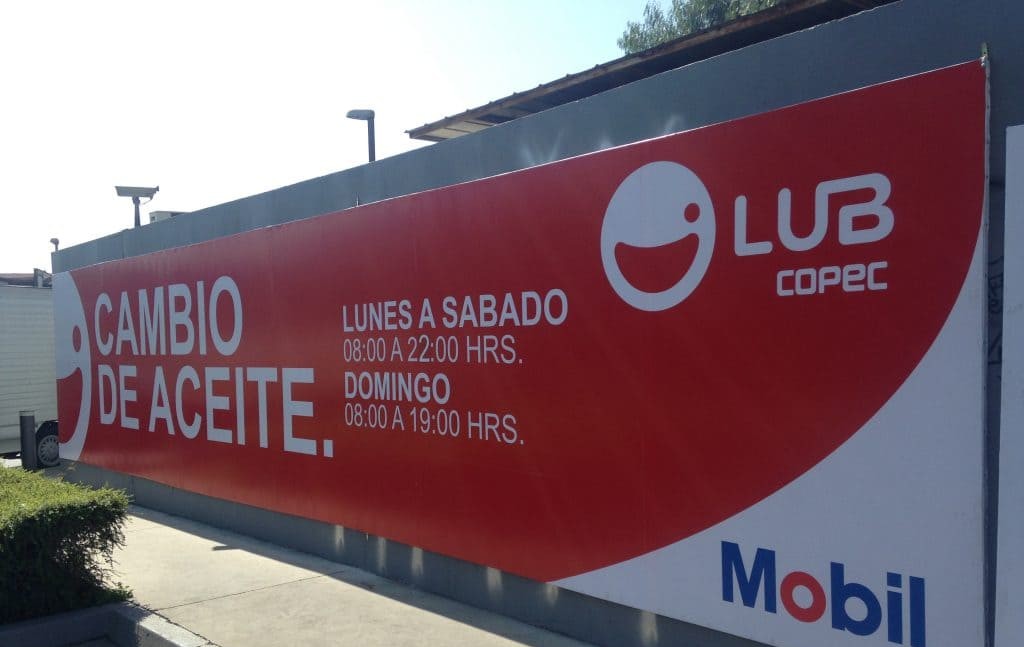 CAMBIO
DE ACEITE.
LUNES A SABADO
08:00 A 22:00 HRS.
DOMINGO
08:00 A 19:00 HRS.
LUB
COPEC
Mobil